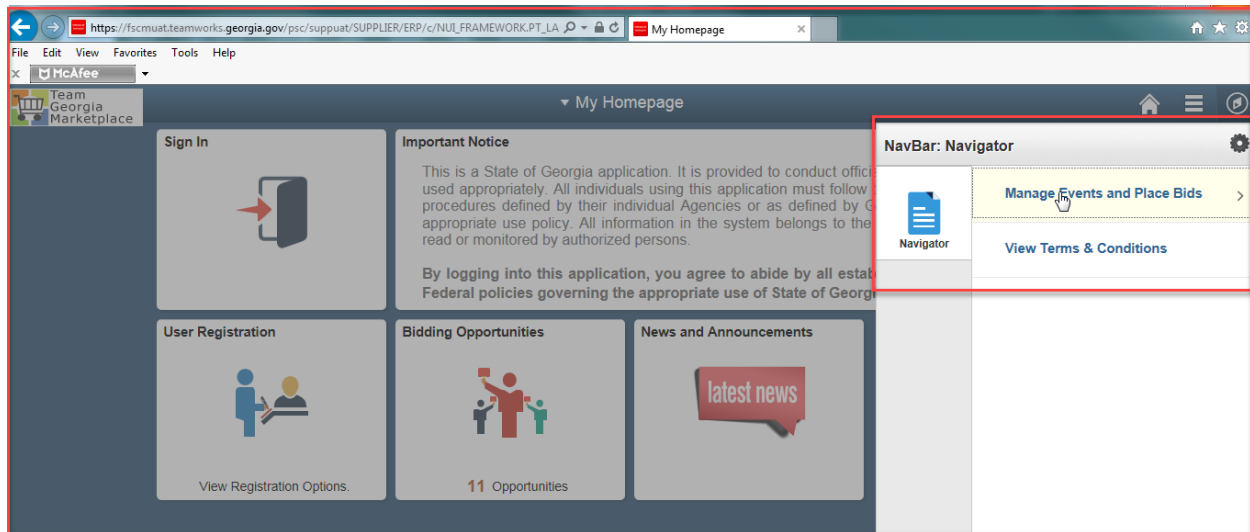 https://fscmuat.teamworks.georgia.gov/psc/suppuat/SUPPLIER/ERP/c/NUI_FRAMEWORK.PT_LA
My Homepage
File Edit View Favorites Tools Help
x McAfee
Team
Georgia
Marketplace
My Homepage
Sign In
Important Notice
This is a State of Georgia application. It is provided to conduct offici
used appropriately. All individuals using this application must follow
procedures defined by their individual Agencies or as defined by G
appropriate use policy. All information in the system belongs to the
read or monitored by authorized persons.
By logging into this application, you agree to abide by all estab
Federal policies governing the appropriate use of State of Georg
NavBar: Navigator
Navigator
Manage Events and Place Bids
View Terms & Conditions
User Registration
View Registration Options.
Bidding Opportunities
11 Opportunities
News and Announcements
latest news